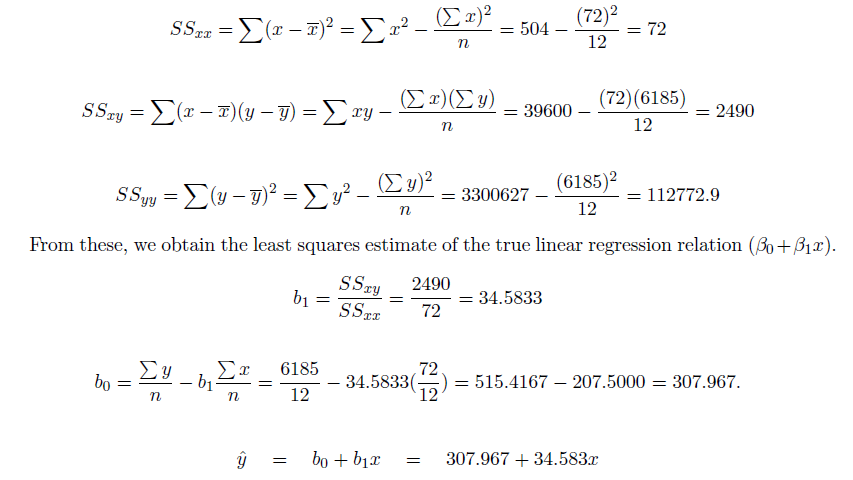 SS_{xx} = \sum(x - \overline{x})^2 = \sum x^2 - \frac{(\sum x)^2}{n} = 504 - \frac{(72)^2}{12} = 72
SS_{xy} = \sum(x - \overline{x})(y - \overline{y}) = \sum xy - \frac{(\sum x)(\sum y)}{n} = 39600 - \frac{(72)(6185)}{12} = 2490
SS_{yy} = \sum(y - \overline{y})^2 = \sum y^2 - \frac{(\sum y)^2}{n} = 3300627 - \frac{(6185)^2}{12} = 112772.9
From these, we obtain the least squares estimate of the true linear regression relation (β_0+β_1x).
b_1 = \frac{SS_{xy}}{SS_{xx}} = \frac{2490}{72} = 34.5833
b_0 = \frac{\sum y}{n} - b_1 \frac{\sum x}{n} = \frac{6185}{12} - 34.5833(\frac{72}{12}) = 515.4167 - 207.5000 = 307.967.
\hat{y} = b_0 + b_1x = 307.967 + 34.583x